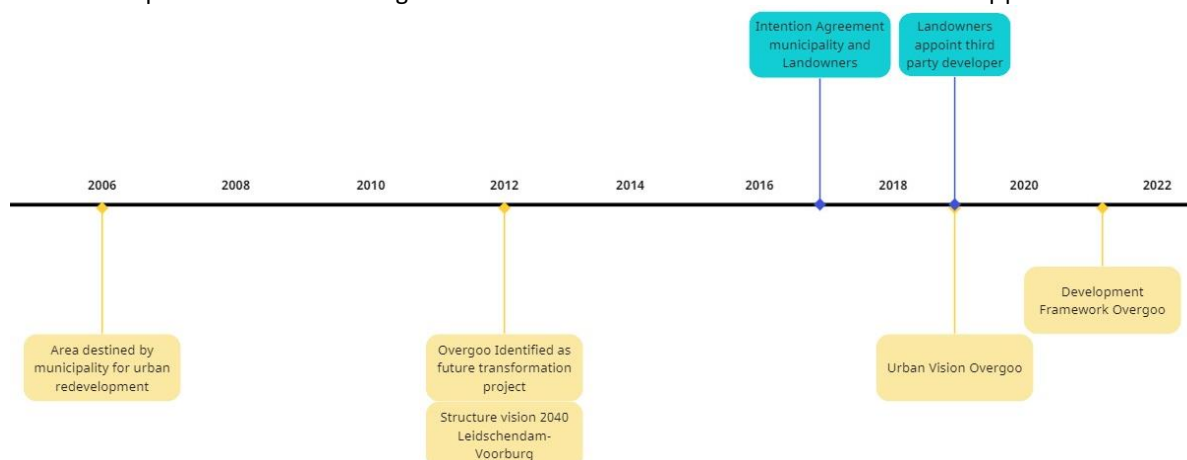 Intention Agreement
municipality and
Landowners
Landowners
appoint third
party developer
2006
2008
2010
2012
2014
2016
2018
2020
2022
Area destined by
municipality for urban
redevelopment
Overgoo Identified as
future transformation
project
Structure vision 2040
Leidschendam-
Voorburg
Urban Vision Overgoo
Development
Framework Overgoo